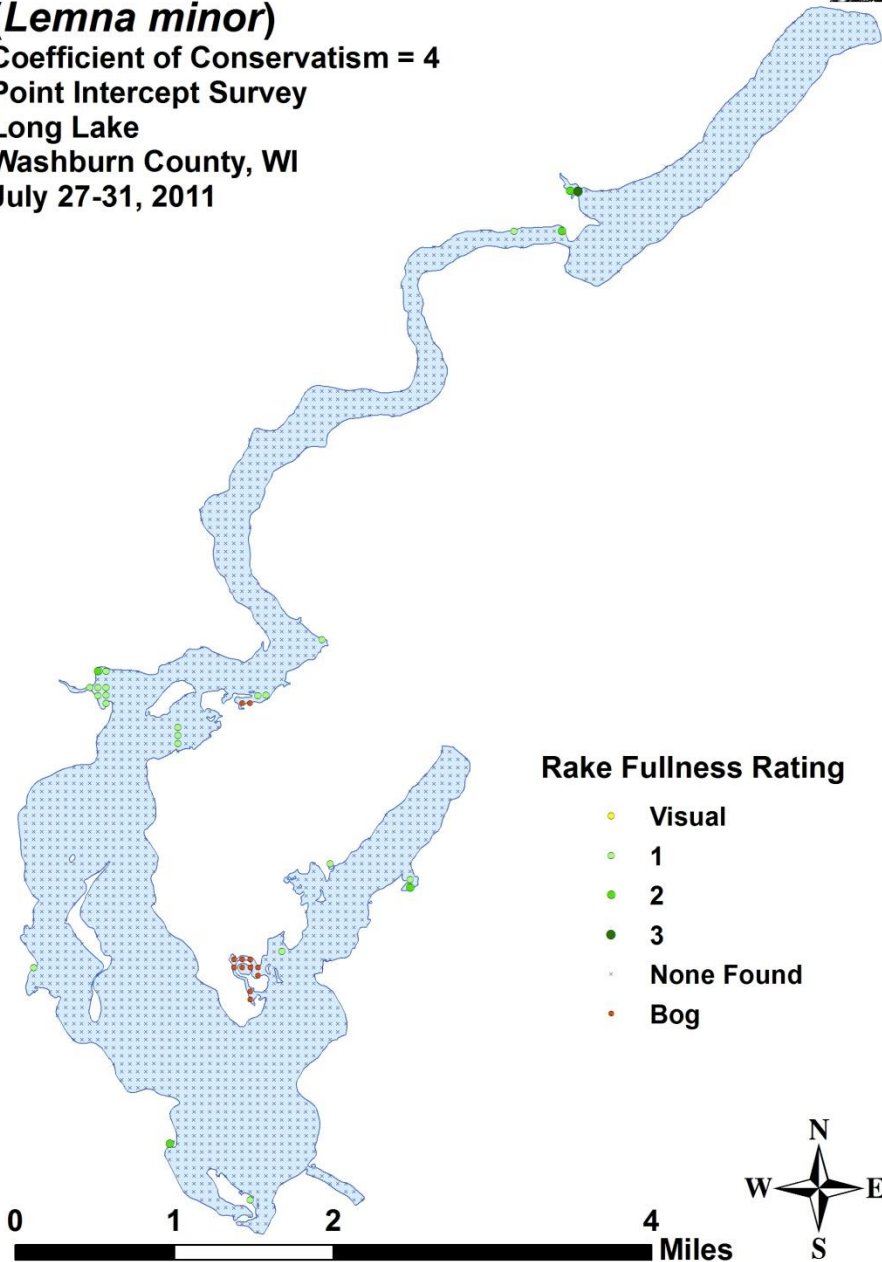 (Lemna minor)
Coefficient of Conservatism = 4
Point Intercept Survey
Long Lake
Washburn County, WI
July 27-31, 2011
Rake Fullness Rating
Visual
1
2
3
None Found
Bog
N
W E
S
0 1 2 4
Miles